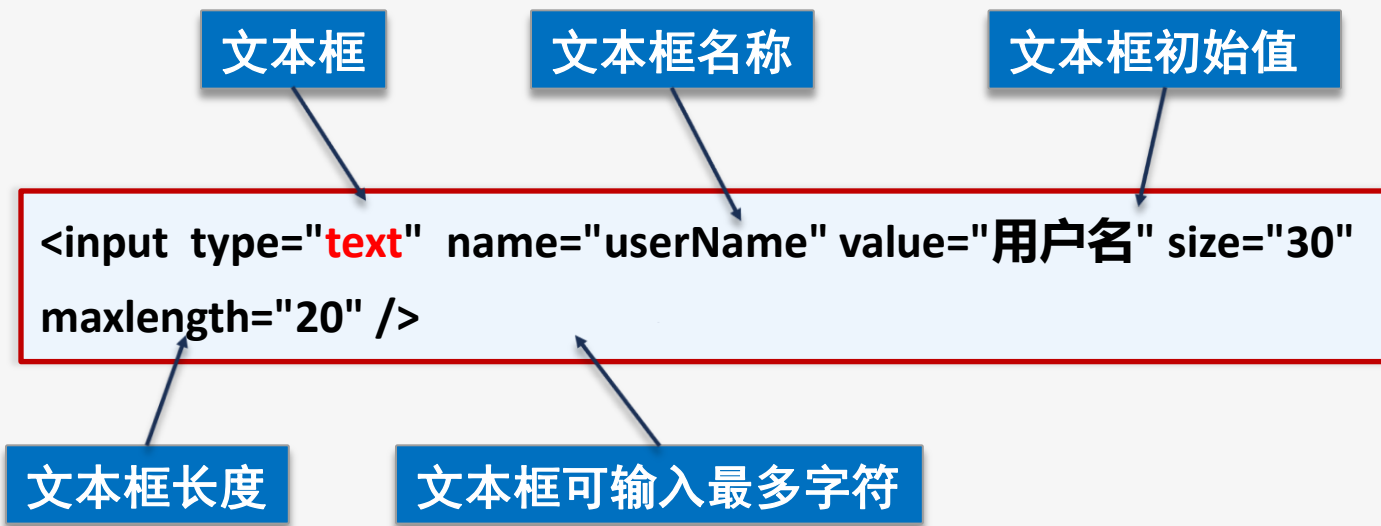 文本框
文本框名称
文本框初始值
<input type="text" name="userName" value="用户名" size="30"
maxlength="20" />
文本框长度
文本框可输入最多字符